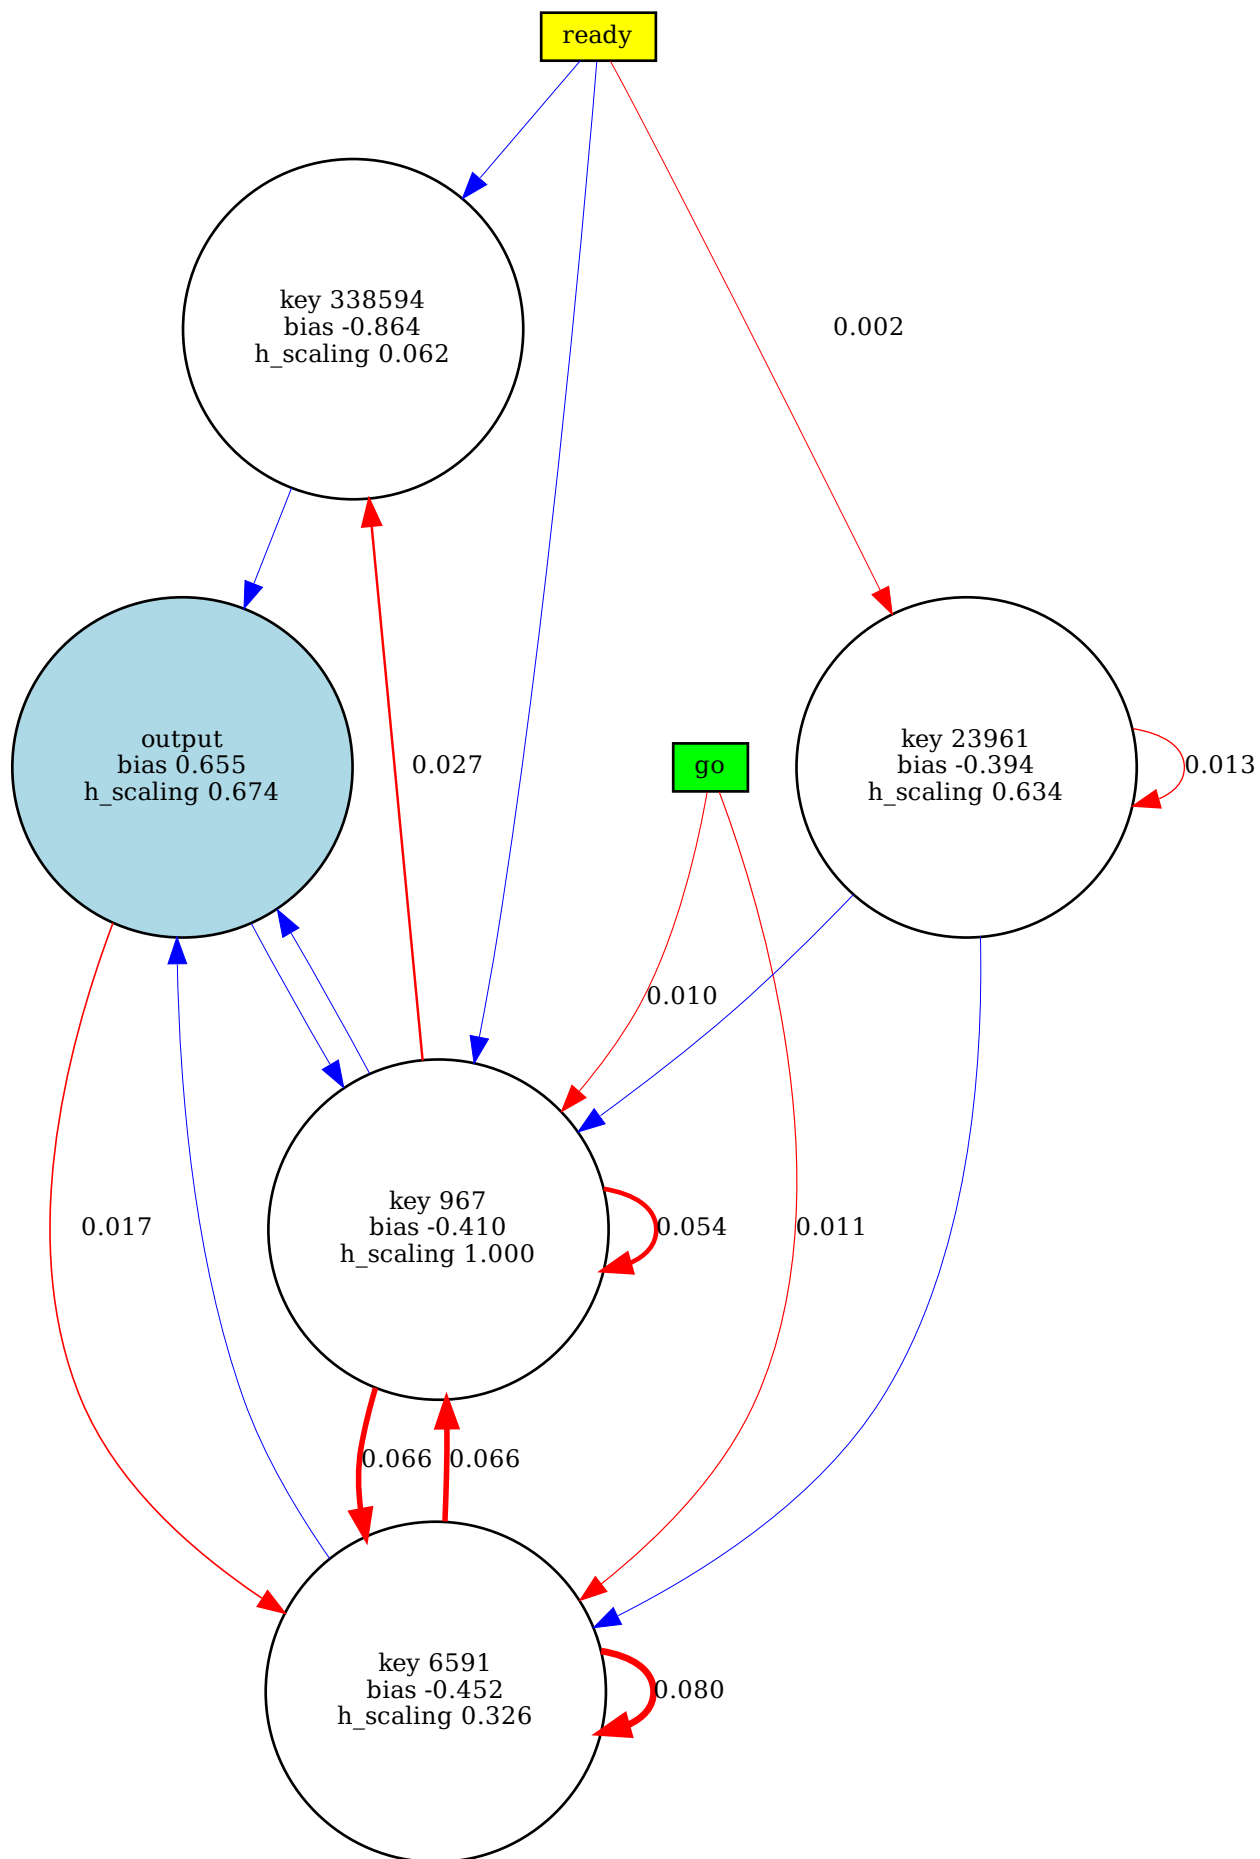 ready
key 338594
bias -0.864
h_scaling 0.062
0.002
output
bias 0.655
h_scaling 0.674
0.027
go
key 23961
bias -0.394
h_scaling 0.634
0.013
0.010
key 967
bias -0.410
h_scaling 1.000
0.017
0.054
0.011
0.066
0.066
key 6591
bias -0.452
h_scaling 0.326
0.080